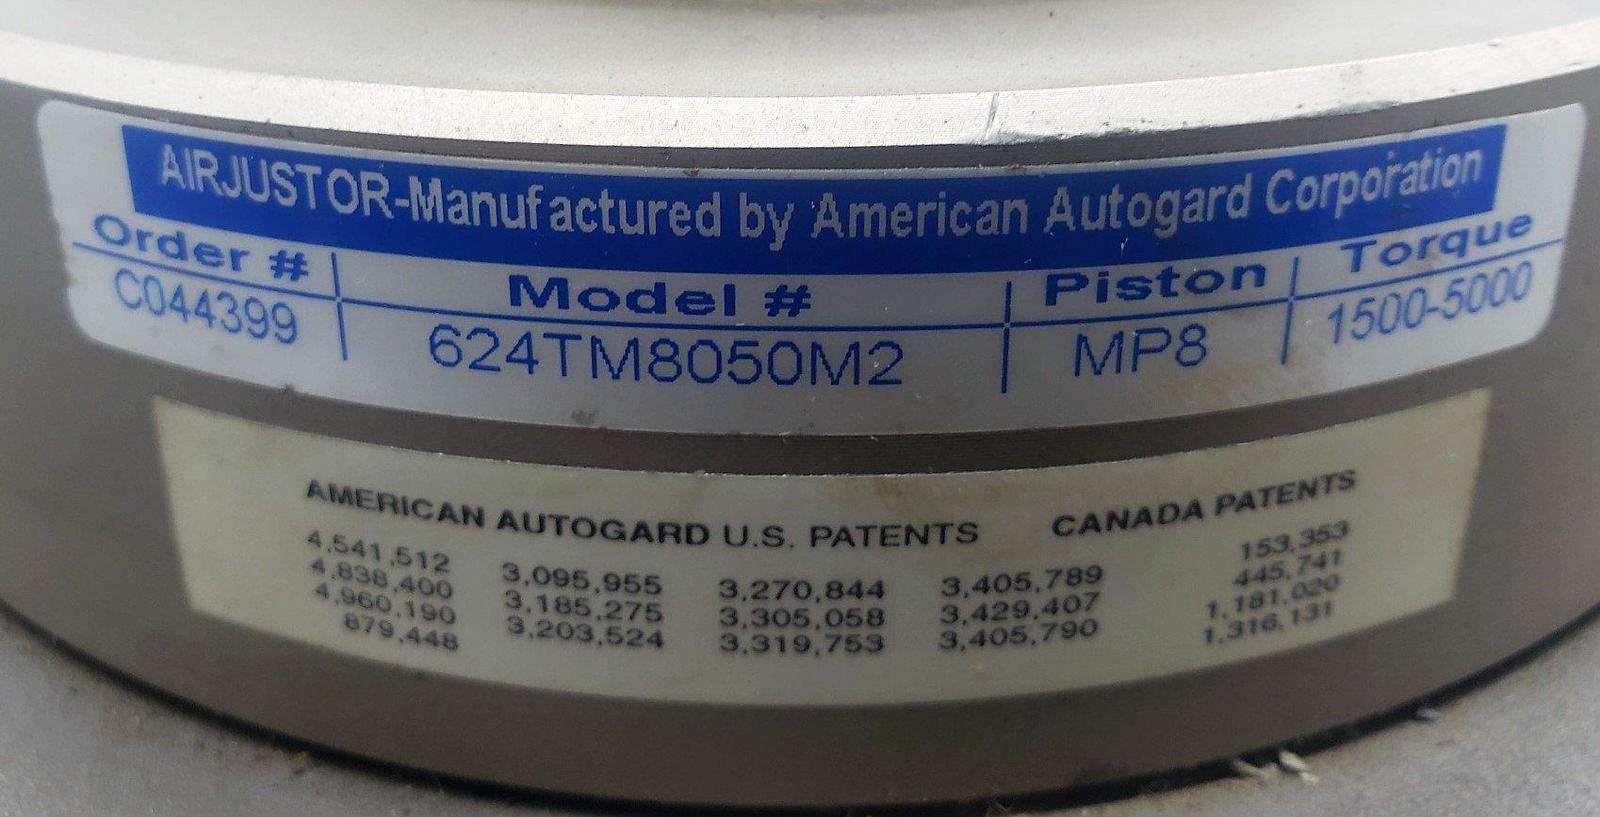 AIRJUSTOR-Manufactured by American Autogard Corporation
Order # Model # Piston Torque
C044399 624TM8050M2 MP8 1500-5000
AMERICAN AUTOGARD U.S. PATENTS CANADA PATENTS
4,541,512 3,095,955 3,270,844 3,405,789 153,353
4,838,400 3,185,275 3,305,058 3,429,407 445,741
4,960,190 3,203,524 3,319,753 3,405,790 1,181,020
879,448 1,316,131